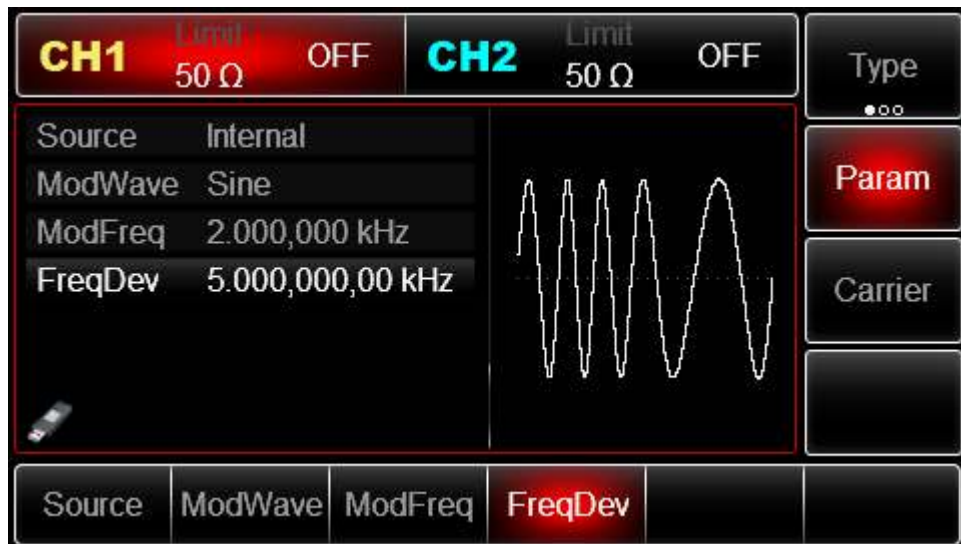 CH1 Limit 50 Ω OFF CH2 Limit 50 Ω OFF
Type
Source Internal
ModWave Sine
ModFreq 2.000,000 kHz
FreqDev 5.000,000,00 kHz
Param
Carrier
Source ModWave ModFreq FreqDev